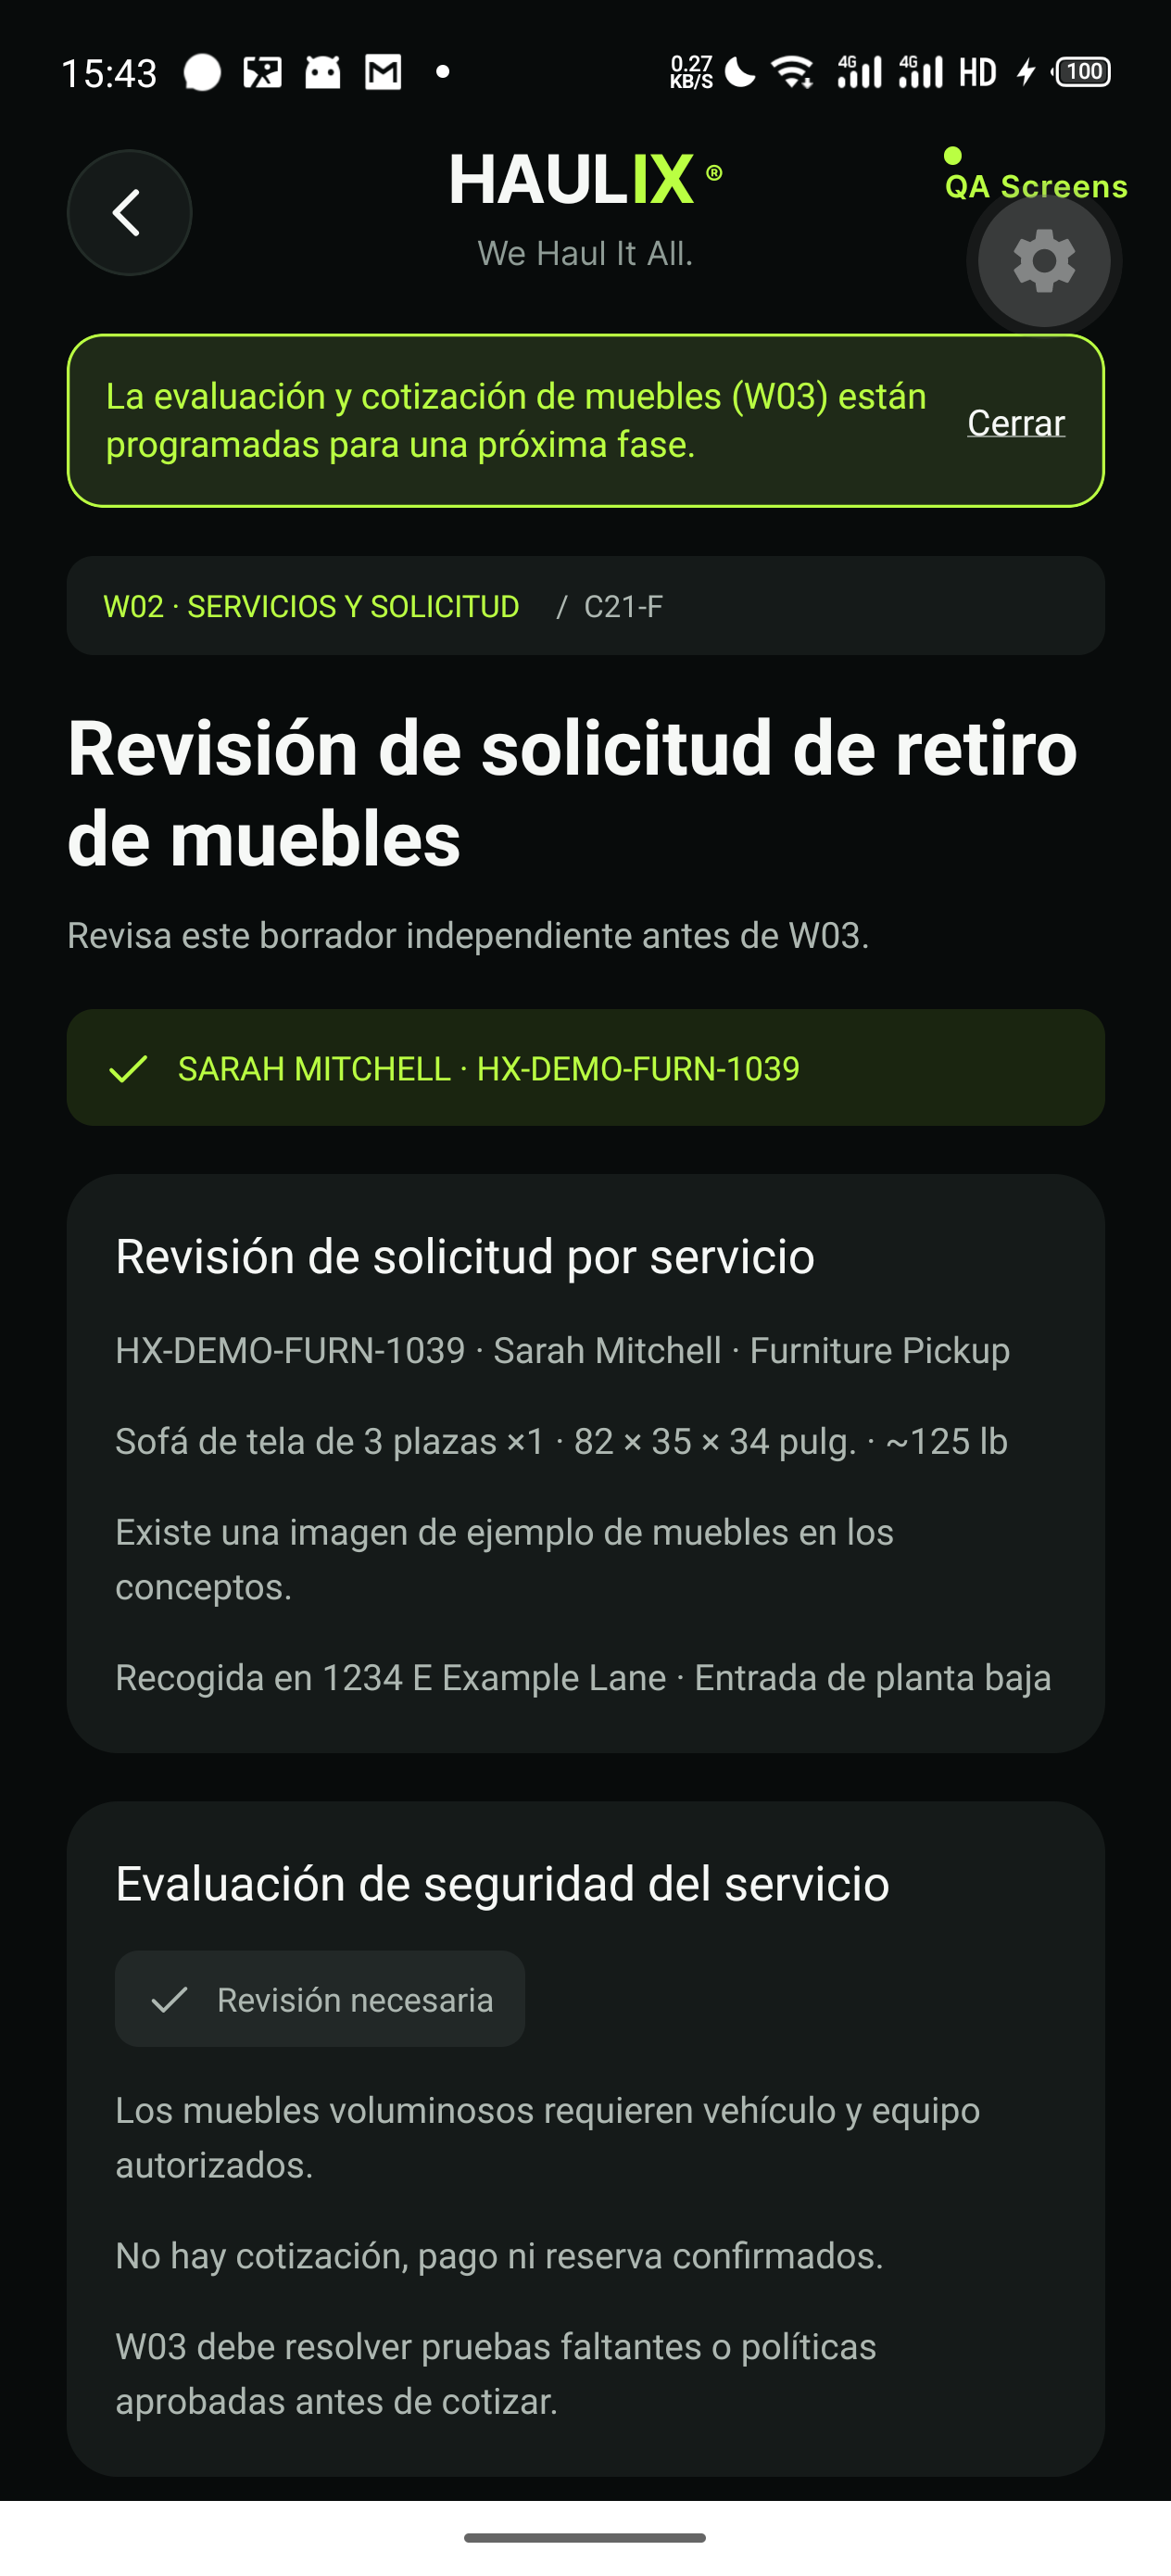 15:43
0.27 KB/S
4G
4G
HD
100
HAULIX®
We Haul It All.
QA Screens
La evaluación y cotización de muebles (W03) están
programadas para una próxima fase.
Cerrar
W02 · SERVICIOS Y SOLICITUD / C21-F
Revisión de solicitud de retiro
de muebles
Revisa este borrador independiente antes de W03.
SARAH MITCHELL · HX-DEMO-FURN-1039
Revisión de solicitud por servicio
HX-DEMO-FURN-1039 · Sarah Mitchell · Furniture Pickup
Sofá de tela de 3 plazas ×1 · 82 × 35 × 34 pulg. · ~125 lb
Existe una imagen de ejemplo de muebles en los
conceptos.
Recogida en 1234 E Example Lane · Entrada de planta baja
Evaluación de seguridad del servicio
Revisión necesaria
Los muebles voluminosos requieren vehículo y equipo
autorizados.
No hay cotización, pago ni reserva confirmados.
W03 debe resolver pruebas faltantes o políticas
aprobadas antes de cotizar.